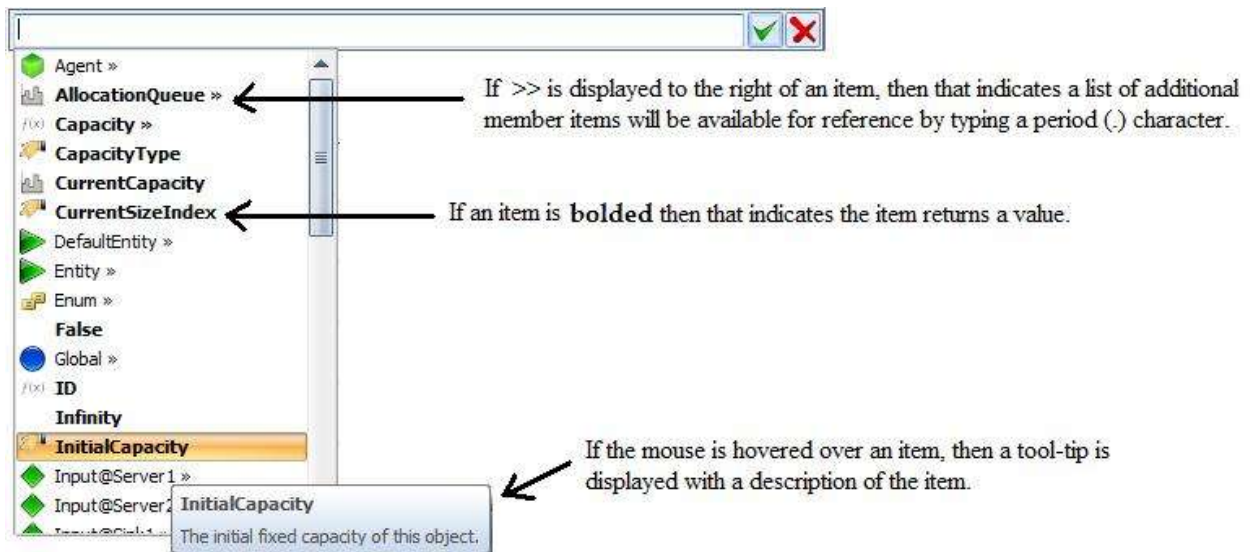 Agent »
AllocationQueue »
f(x) Capacity »
CapacityType
CurrentCapacity
CurrentSizeIndex
DefaultEntity »
Entity »
Enum »
False
Global »
f(x) ID
Infinity
InitialCapacity
Input@Server1 »
Input@Server2
InitialCapacity
The initial fixed capacity of this object.
If >> is displayed to the right of an item, then that indicates a list of additional
member items will be available for reference by typing a period (.) character.
If an item is bolded then that indicates the item returns a value.
If the mouse is hovered over an item, then a tool-tip is
displayed with a description of the item.